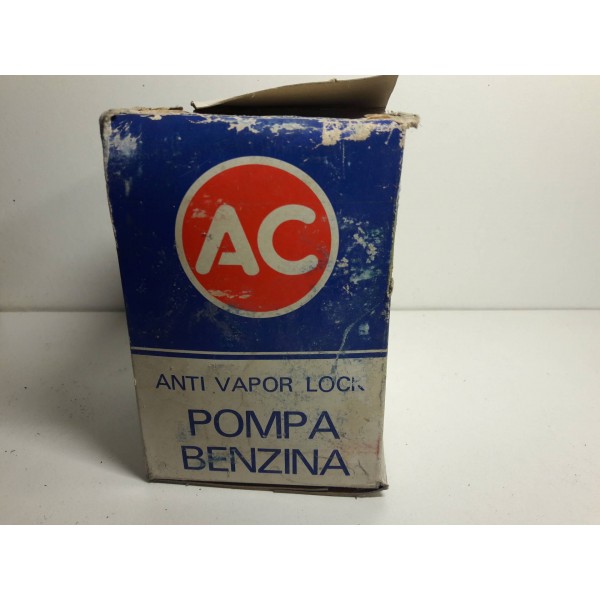 AC
ANTI VAPOR LOCK
POMPA
BENZINA